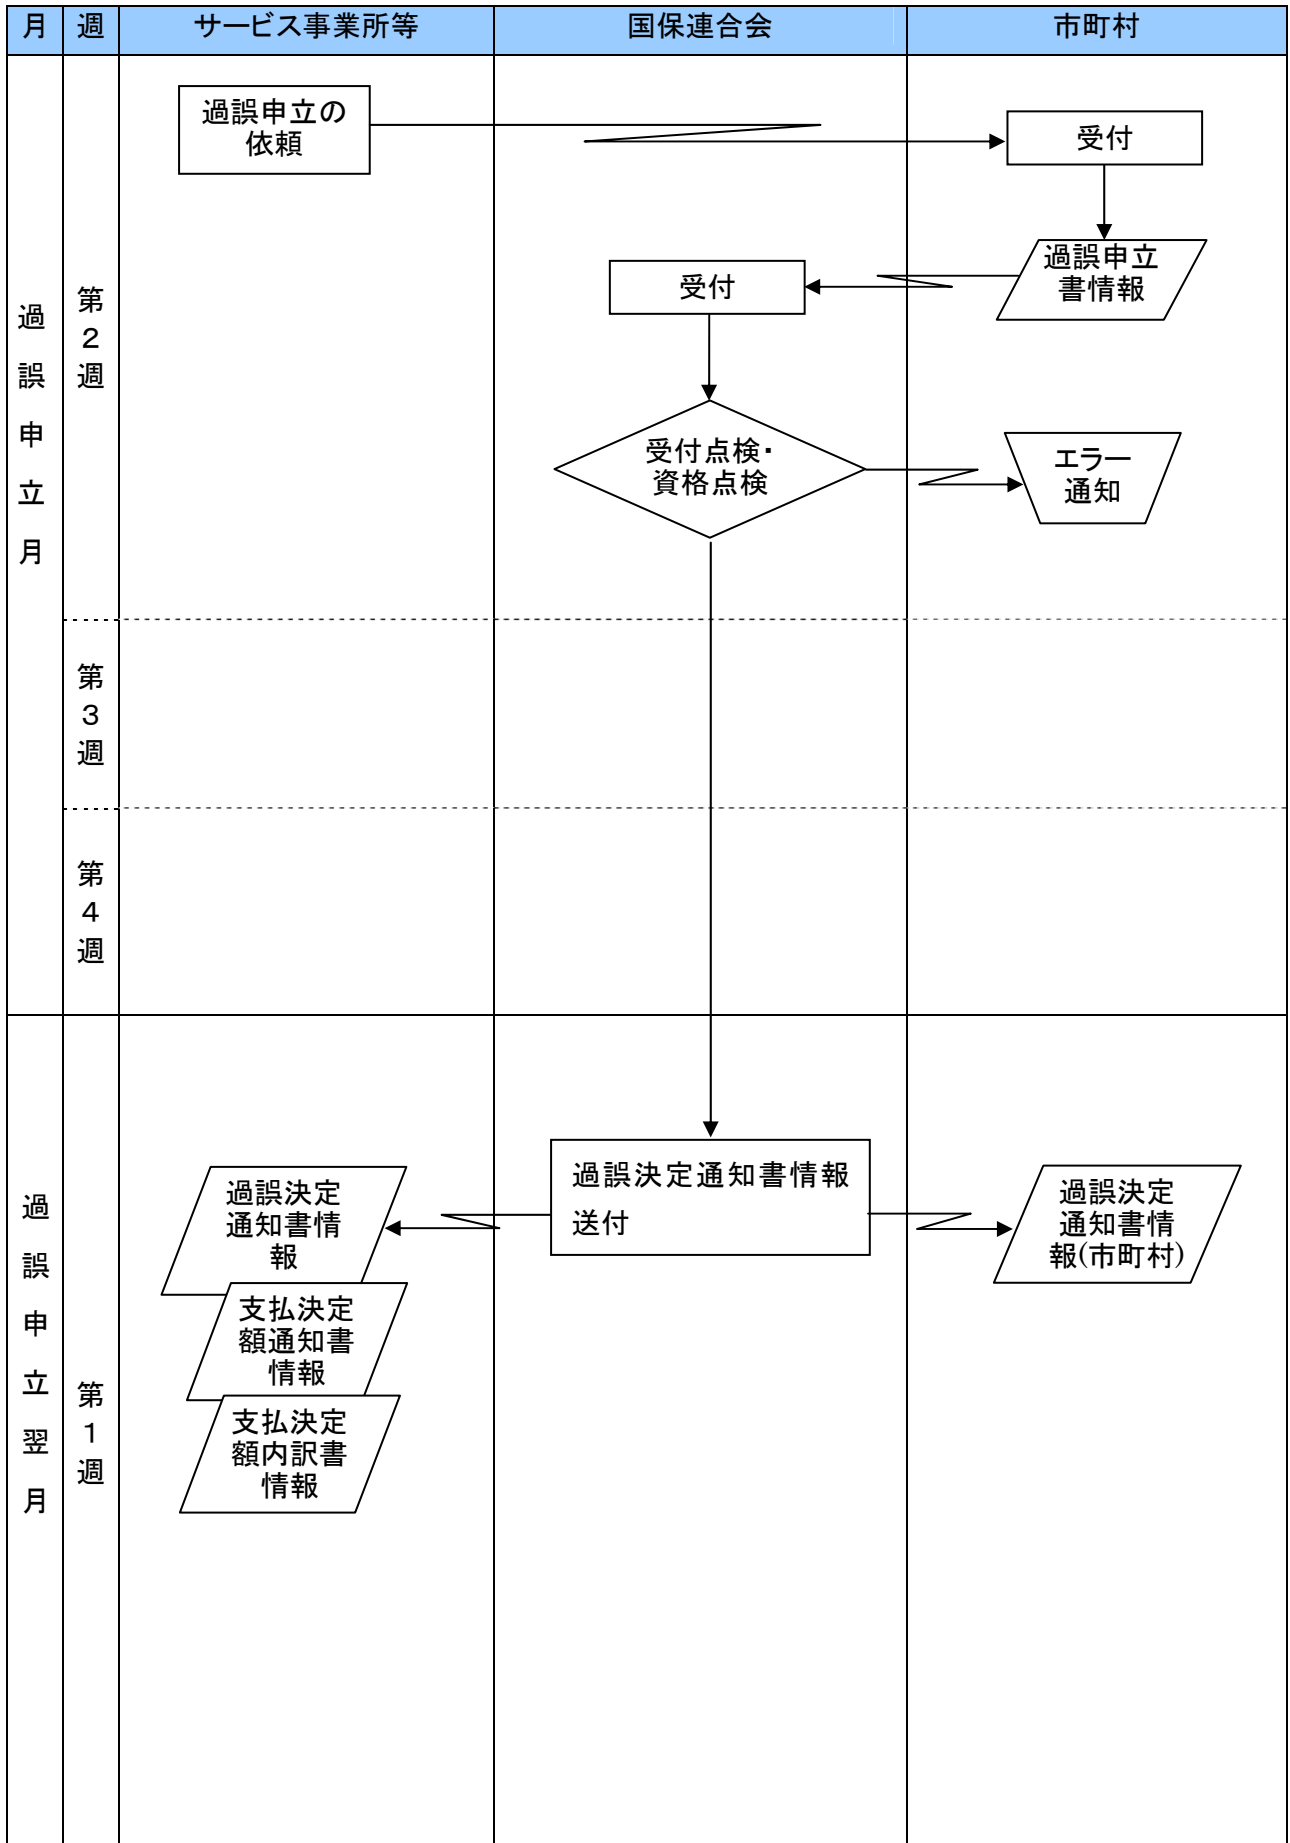 月 週 サービス事業所等 国保連合会 市町村
過誤申立月
第2週
過誤申立の
依頼
受付
過誤申立
書情報
受付
受付点検・
資格点検
エラー
通知
第3週
第4週
過誤申立翌月
第1週
過誤決定通知書情報
送付
過誤決定
通知書情
報
支払決定
額通知書
情報
支払決定
額内訳書
情報
過誤決定
通知書情
報(市町村)